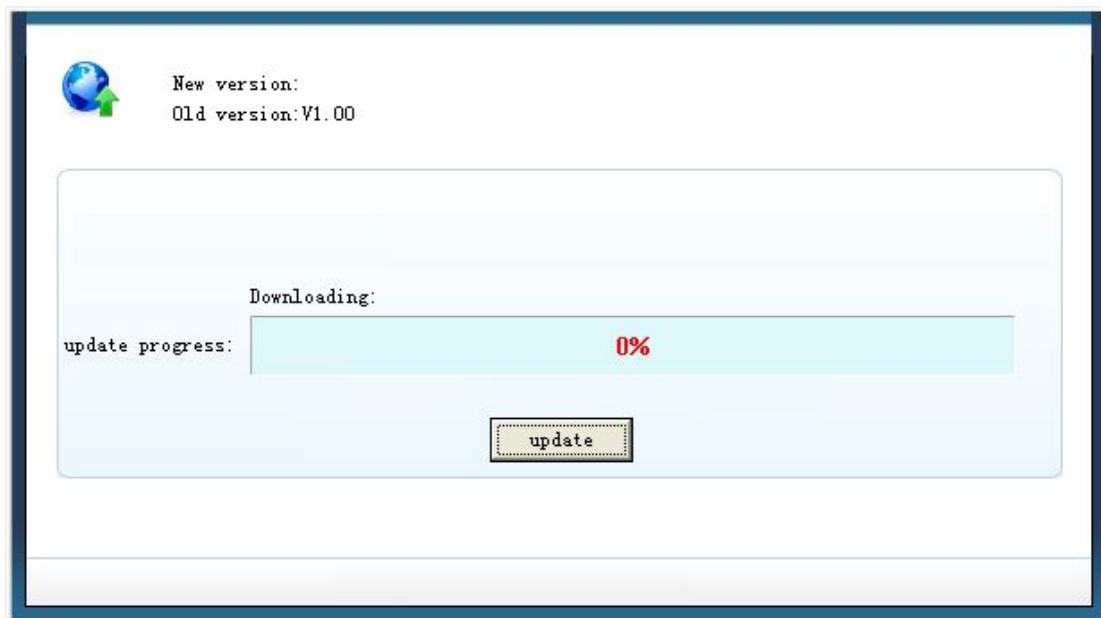 New version:
Old version:V1.00
Downloading:
update progress:
0%
update